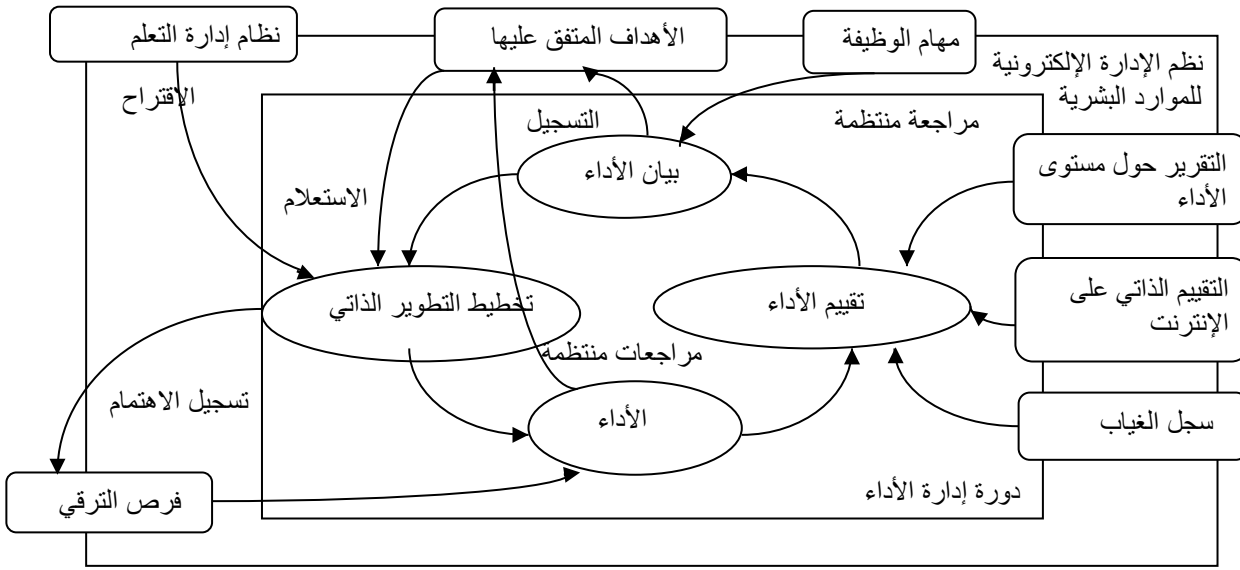 مهام الوظيفة
الأهداف المتفق عليها
نظام إدارة التعلم
نظم الإدارة الإلكترونية
للموارد البشرية
الاقتراح
مراجعة منتظمة
التسجيل
التقرير حول مستوى
الأداء
بيان الأداء
الاستعلام
التقييم الذاتي على
الإنترنت
تقييم الأداء
تخطيط التطوير الذاتي
مراجعات منتظمة
تسجيل الاهتمام
سجل الغياب
الأداء
دورة إدارة الأداء
فرص الترقي